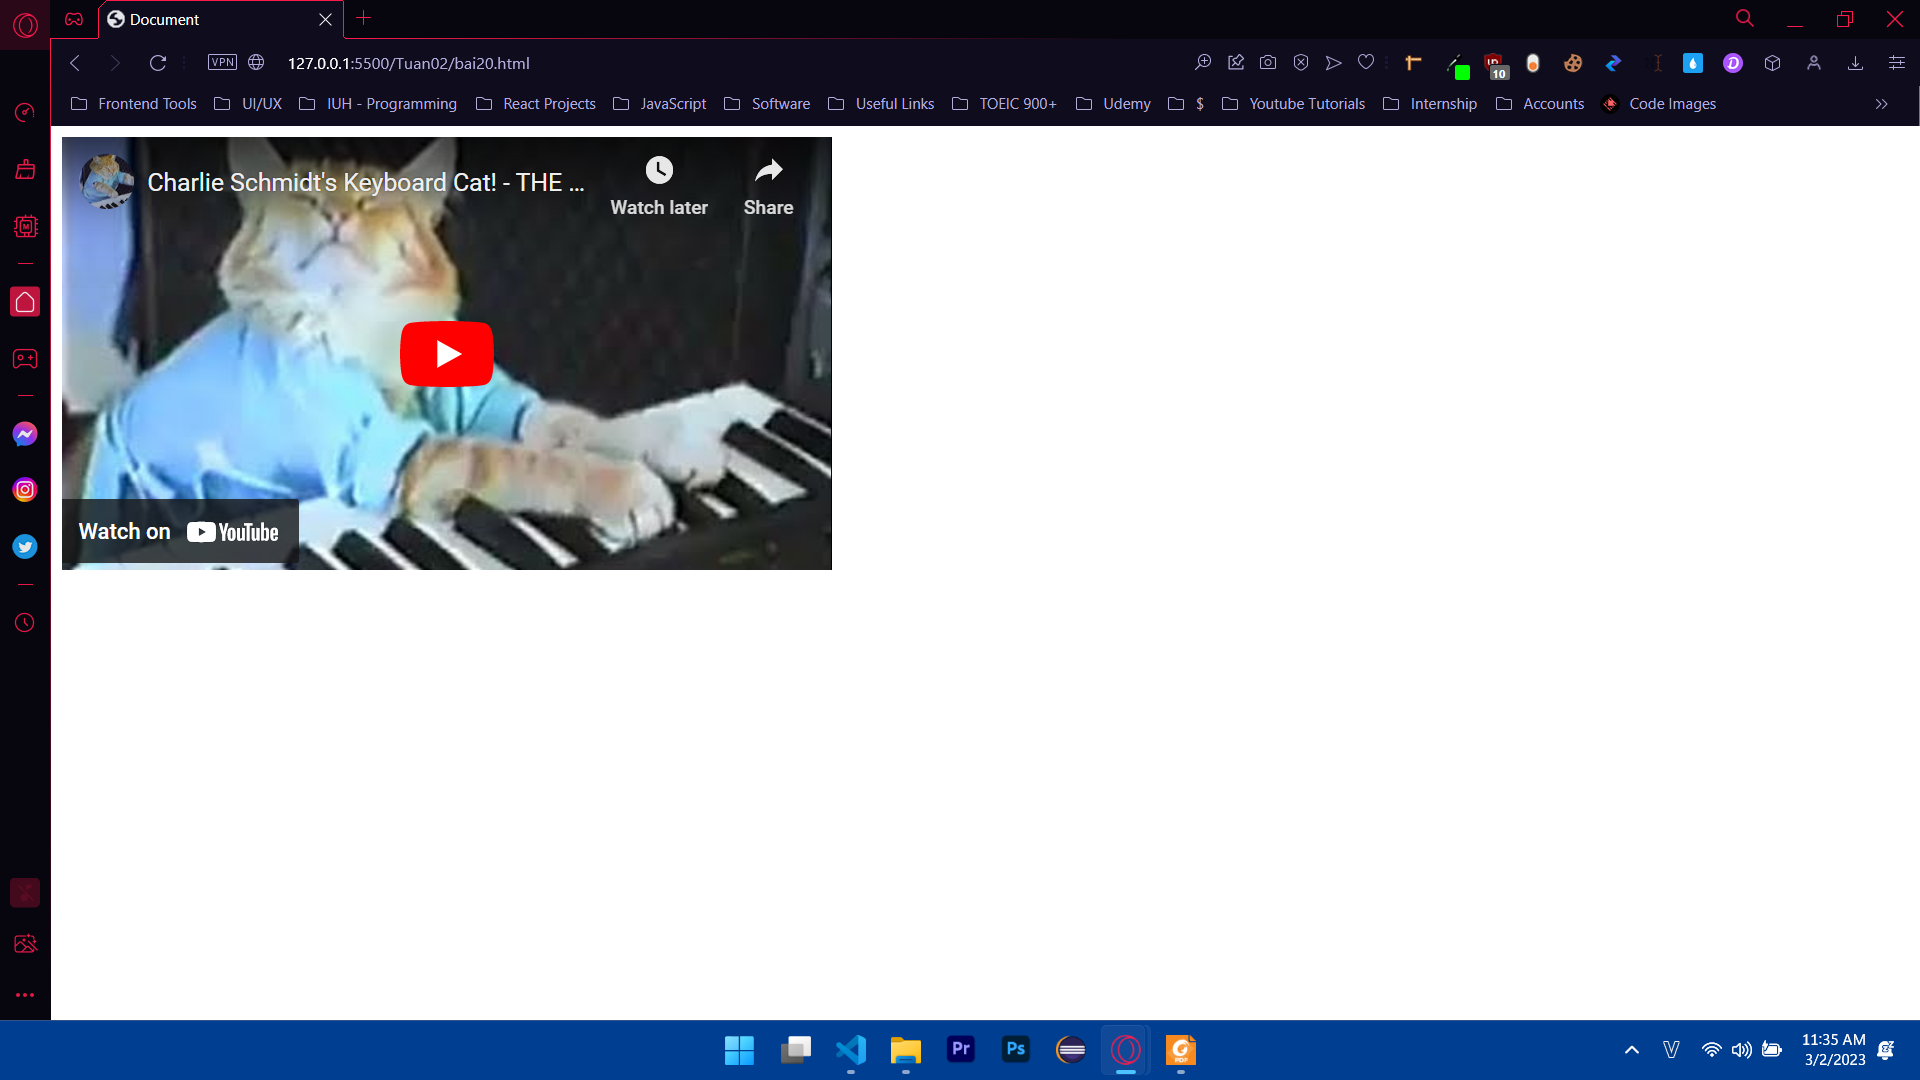 Document
VPN
127.0.0.1:5500/Tuan02/bai20.html
10
Frontend Tools
UI/UX
IUH - Programming
React Projects
JavaScript
Software
Useful Links
TOEIC 900+
Udemy
$
Youtube Tutorials
Internship
Accounts
Code Images
Charlie Schmidt's Keyboard Cat! - THE ...
Watch later
Share
Watch on YouTube
Pr
Ps
PDF
V
11:35 AM
3/2/2023